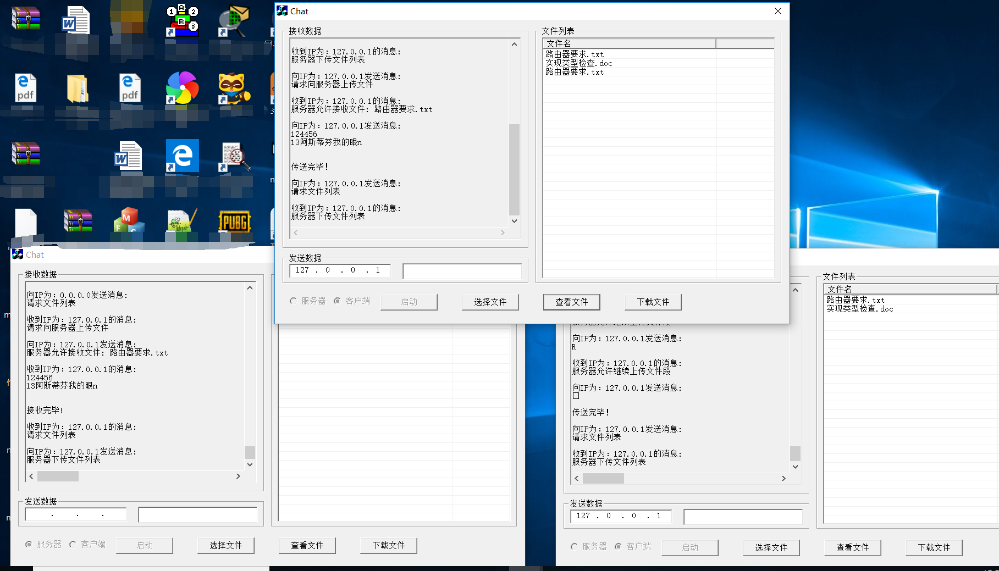 Chat
接收数据
收到IP为：127.0.0.1的消息：
服务器下传文件列表
向IP为：127.0.0.1发送消息：
请求向服务器上传文件
收到IP为：127.0.0.1的消息：
服务器允许接收文件：路由器要求.txt
向IP为：127.0.0.1发送消息：
124456
13阿斯蒂芬我的眼n
传送完毕！
向IP为：127.0.0.1发送消息：
请求文件列表
收到IP为：127.0.0.1的消息：
服务器下传文件列表
文件列表
文件名
路由器要求.txt
实现类型检查.doc
路由器要求.txt
发送数据
127 . 0 . 0 . 1
服务器 客户端 启动 选择文件 查看文件 下载文件
Chat
接收数据
向IP为：0.0.0.0发送消息：
请求文件列表
收到IP为：127.0.0.1的消息：
请求向服务器上传文件
向IP为：127.0.0.1发送消息：
服务器允许接收文件：路由器要求.txt
收到IP为：127.0.0.1的消息：
124456
13阿斯蒂芬我的眼n
接收完毕！
收到IP为：127.0.0.1的消息：
请求文件列表
向IP为：127.0.0.1发送消息：
服务器下传文件列表
发送数据
. . .
服务器 客户端 启动 选择文件 查看文件 下载文件
向IP为：127.0.0.1发送消息：
R
收到IP为：127.0.0.1的消息：
服务器允许继续上传文件段
向IP为：127.0.0.1发送消息：
传送完毕！
向IP为：127.0.0.1发送消息：
请求文件列表
收到IP为：127.0.0.1的消息：
服务器下传文件列表
文件列表
文件名
路由器要求.txt
实现类型检查.doc
发送数据
127 . 0 . 0 . 1
服务器 客户端 启动 选择文件 查看文件 下载文件
pdf
pdf
PUBG